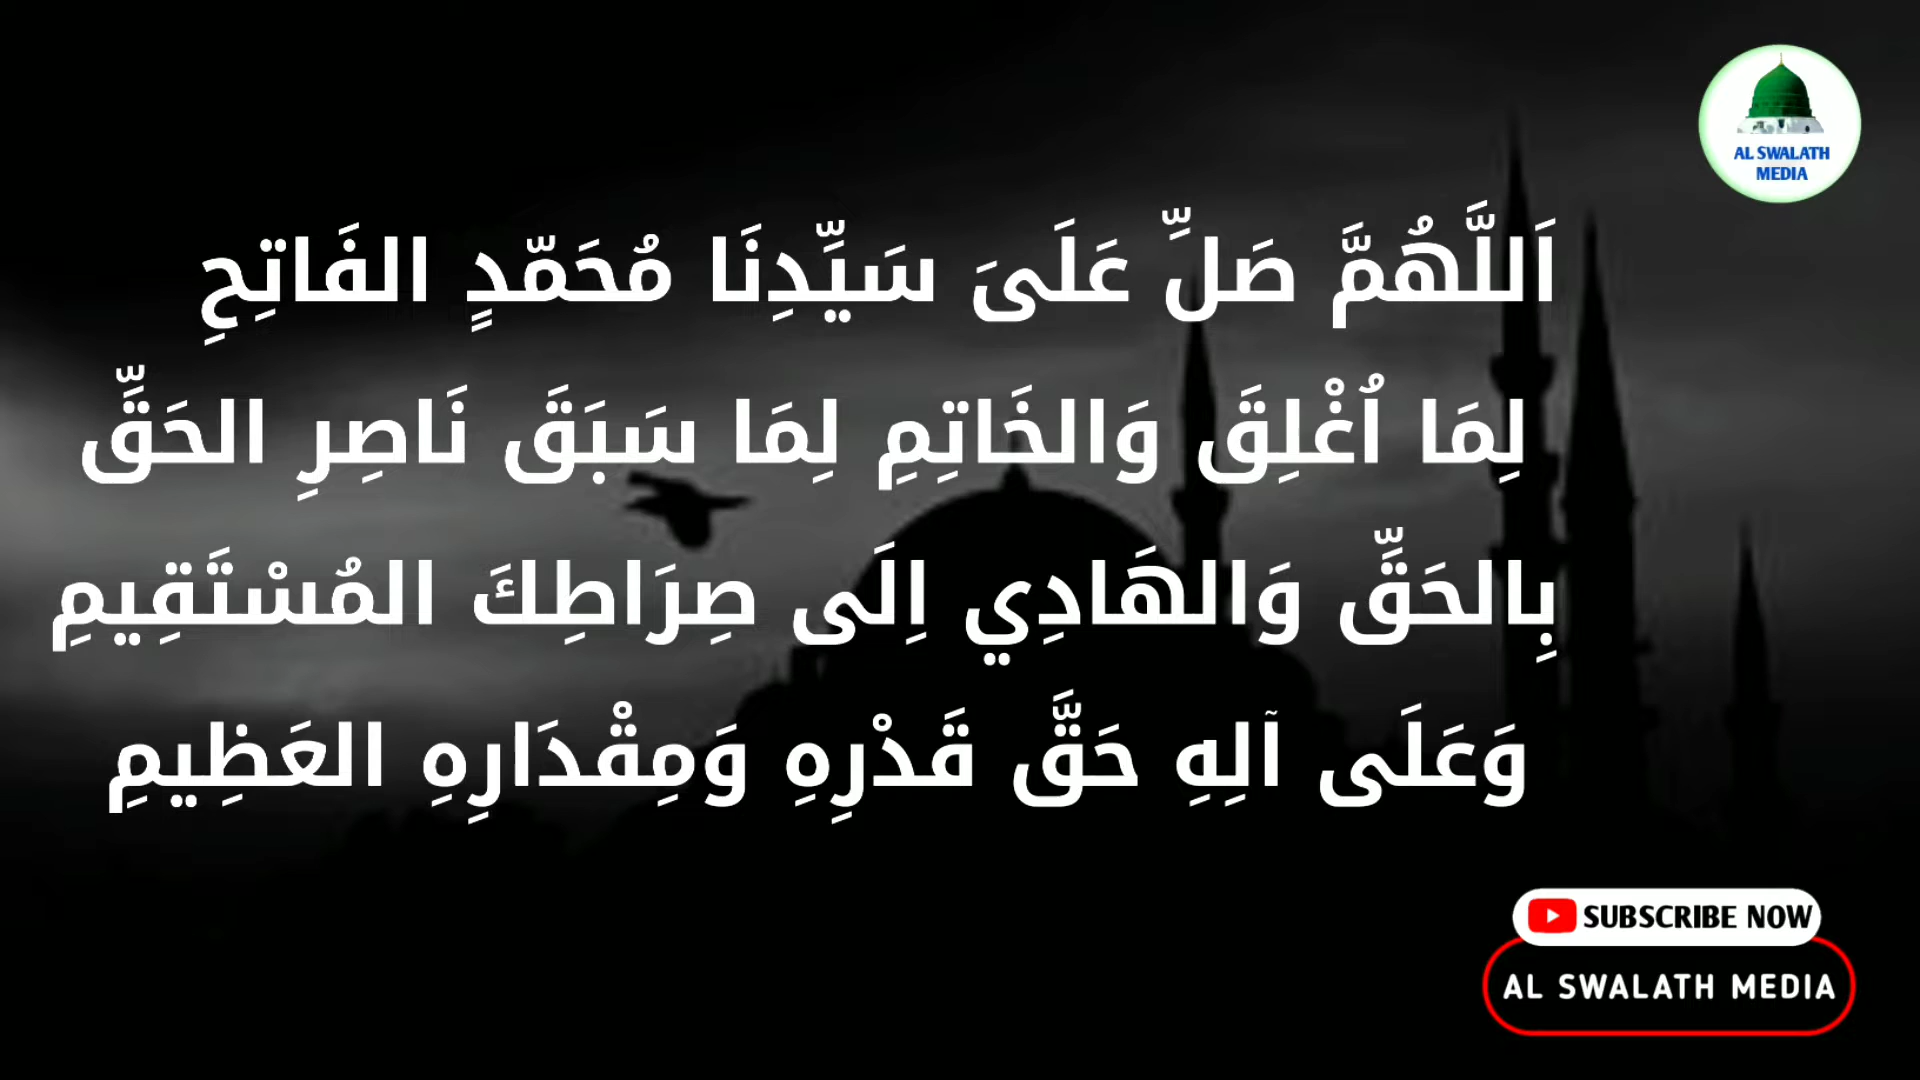 AL SWALATH
MEDIA
اَللَّهُمَّ صَلِّ عَلَىَ سَيِّدِنَا مُحَمّدٍ الفَاتِحِ
لِمَا اُغْلِقَ وَالخَاتِمِ لِمَا سَبَقَ نَاصِرِ الحَقِّ
بِالحَقِّ وَالهَادِي اِلَى صِرَاطِكَ المُسْتَقِيمِ
وَعَلَى آلِهِ حَقَّ قَدْرِهِ وَمِقْدَارِهِ العَظِيمِ
SUBSCRIBE NOW
AL SWALATH MEDIA